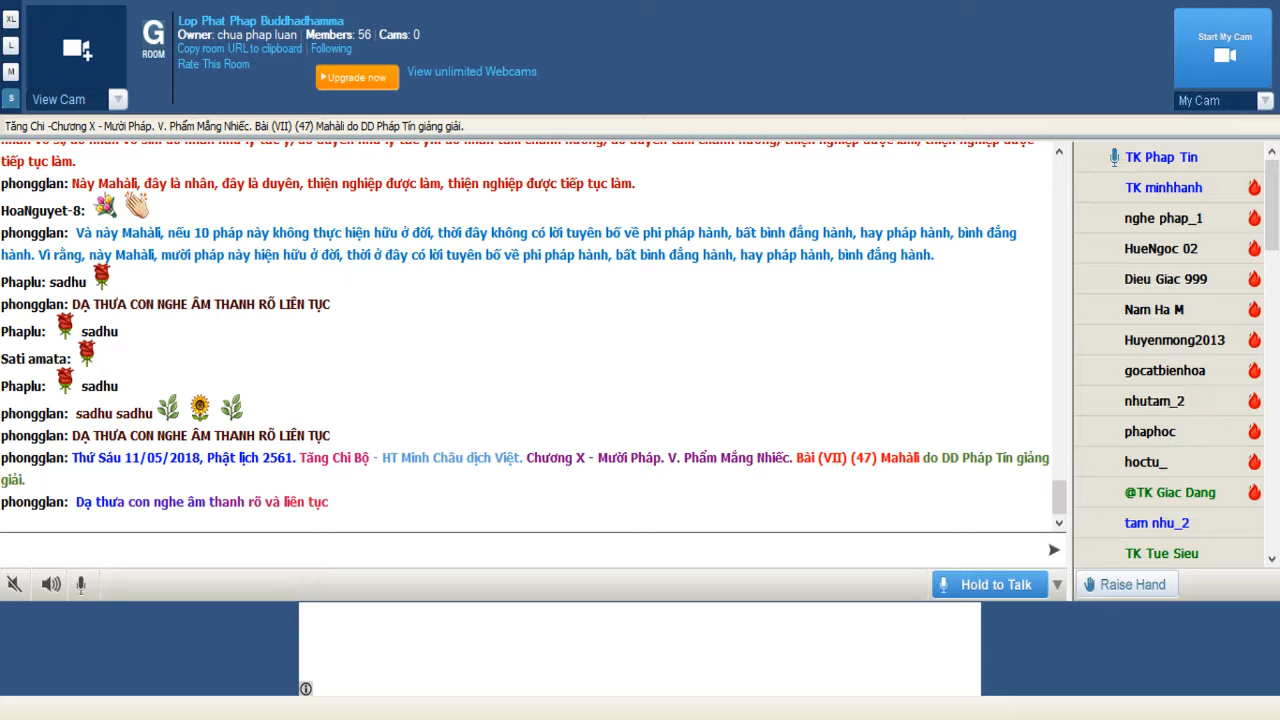 XL
L
M
S
View Cam
G
ROOM
Lop Phat Phap Buddhadhamma
Owner: chua phap luan | Members: 56 | Cams: 0
Copy room URL to clipboard | Following
Rate This Room
Upgrade now
View unlimited Webcams
Start My Cam
My Cam
Tăng Chi -Chương X - Mười Pháp. V. Phẩm Mắng Nhiếc. Bài (VII) (47) Mahàli do DD Pháp Tín giảng giải.
tiếp tục làm.
phongglan: Này Mahàli, đây là nhân, đây là duyên, thiện nghiệp được làm, thiện nghiệp được tiếp tục làm.
HoaNguyet-8:
phongglan: Và này Mahàli, nếu 10 pháp này không thực hiện hữu ở đời, thời đây không có lời tuyên bố về phi pháp hành, bất bình đẳng hành, hay pháp hành, bình đẳng
hành. Vì rằng, này Mahàli, mười pháp này hiện hữu ở đời, thời ở đây có lời tuyên bố về phi pháp hành, bất bình đẳng hành, hay pháp hành, bình đẳng hành.
Phaplu: sadhu
phongglan: DẠ THƯA CON NGHE ÂM THANH RÕ LIÊN TỤC
Phaplu: sadhu
Sati amata:
Phaplu: sadhu
phongglan: sadhu sadhu
phongglan: DẠ THƯA CON NGHE ÂM THANH RÕ LIÊN TỤC
phongglan: Thứ Sáu 11/05/2018, Phật lịch 2561. Tăng Chi Bộ - HT Minh Châu dịch Việt. Chương X - Mười Pháp. V. Phẩm Mắng Nhiếc. Bài (VII) (47) Mahàli do DD Pháp Tín giảng
giải.
phongglan: Dạ thưa con nghe âm thanh rõ và liên tục
TK Phap Tin
TK minhhanh
nghe phap_1
HueNgoc 02
Dieu Giac 999
Nam Ha M
Huyenmong2013
gocatbienhoa
nhutam_2
phaphoc
hoctu_
@TK Giac Dang
tam nhu_2
TK Tue Sieu
Hold to Talk
Raise Hand